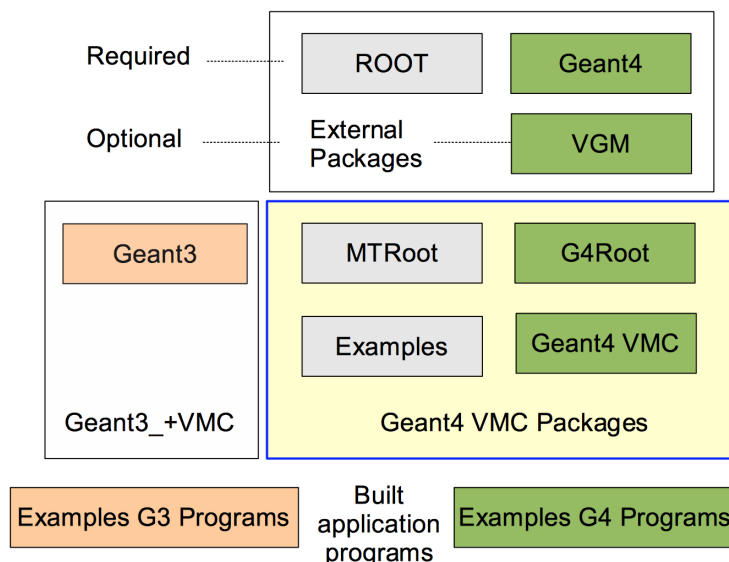 Required
ROOT
Geant4
Optional
External
Packages
VGM
Geant3
MTRoot
G4Root
Examples
Geant4 VMC
Geant3_+VMC
Geant4 VMC Packages
Examples G3 Programs
Built
application
programs
Examples G4 Programs